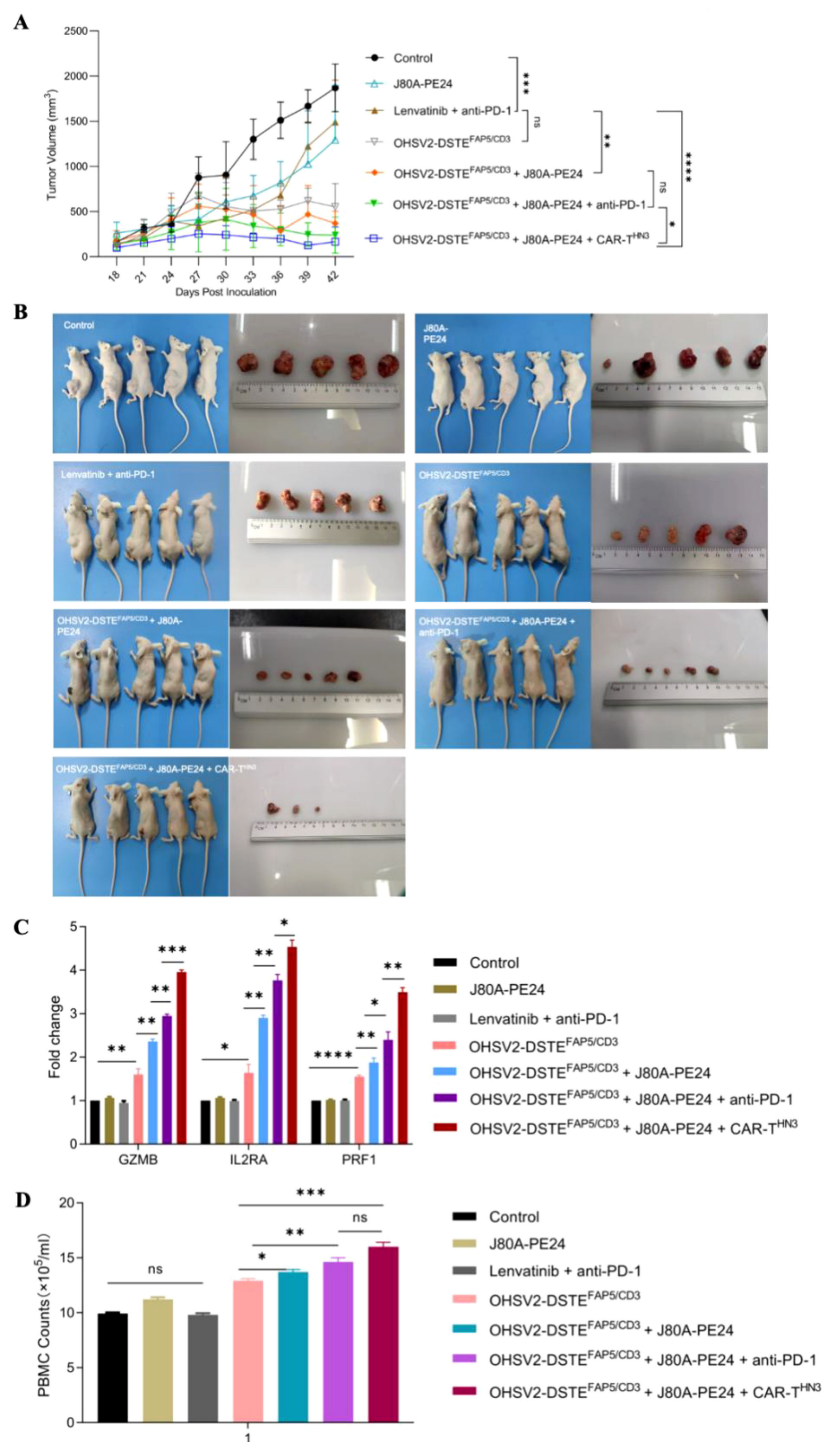 A
Tumor Volume (mm³)
2500
2000
1500
1000
500
0
18
21
24
27
30
33
36
39
42
Days Post Inoculation
Control
J80A-PE24
Lenvatinib + anti-PD-1
OHSV2-DSTE^FAP5/CD3
OHSV2-DSTE^FAP5/CD3 + J80A-PE24
OHSV2-DSTE^FAP5/CD3 + J80A-PE24 + anti-PD-1
OHSV2-DSTE^FAP5/CD3 + J80A-PE24 + CAR-T^HN3
***
ns
**
ns
*
****
B
Control
J80A-
PE24
Lenvatinib + anti-PD-1
OHSV2-DSTE^FAP5/CD3
OHSV2-DSTE^FAP5/CD3 + J80A-
PE24
OHSV2-DSTE^FAP5/CD3 + J80A-PE24 +
anti-PD-1
OHSV2-DSTE^FAP5/CD3 + J80A-PE24 + CAR-T^HN3
C
Fold change
5
4
3
2
1
0
** ** ** ***
* ** ** *
**** ** * **
GZMB
IL2RA
PRF1
Control
J80A-PE24
Lenvatinib + anti-PD-1
OHSV2-DSTE^FAP5/CD3
OHSV2-DSTE^FAP5/CD3 + J80A-PE24
OHSV2-DSTE^FAP5/CD3 + J80A-PE24 + anti-PD-1
OHSV2-DSTE^FAP5/CD3 + J80A-PE24 + CAR-T^HN3
D
PBMC Counts (×10⁵/ml)
20
15
10
5
0
ns
***
**
ns
*
1
Control
J80A-PE24
Lenvatinib + anti-PD-1
OHSV2-DSTE^FAP5/CD3
OHSV2-DSTE^FAP5/CD3 + J80A-PE24
OHSV2-DSTE^FAP5/CD3 + J80A-PE24 + anti-PD-1
OHSV2-DSTE^FAP5/CD3 + J80A-PE24 + CAR-T^HN3